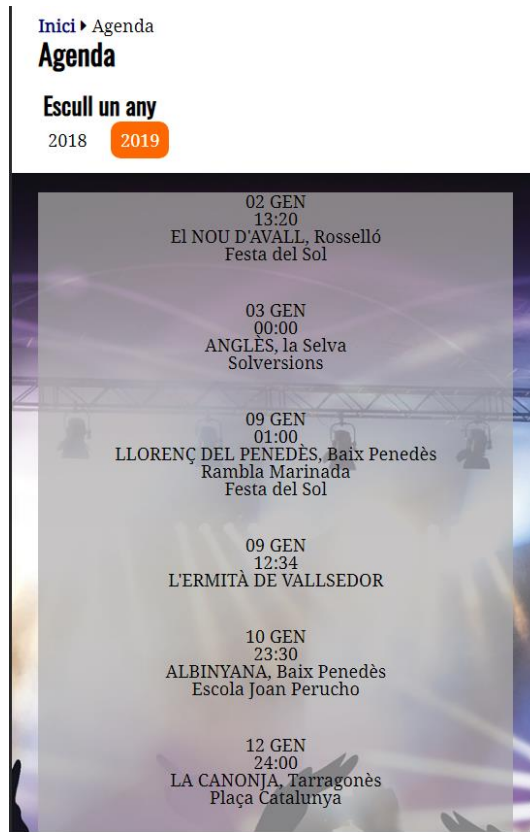 Inici ▸ Agenda
Agenda
Escull un any
2018 2019
02 GEN
13:20
El NOU D'AVALL, Rosselló
Festa del Sol
03 GEN
00:00
ANGLÈS, la Selva
Solversions
09 GEN
01:00
LLORENÇ DEL PENEDÈS, Baix Penedès
Rambla Marinada
Festa del Sol
09 GEN
12:34
L'ERMITÀ DE VALLSEDOR
10 GEN
23:30
ALBINYANA, Baix Penedès
Escola Joan Perucho
12 GEN
24:00
LA CANONJA, Tarragonès
Plaça Catalunya